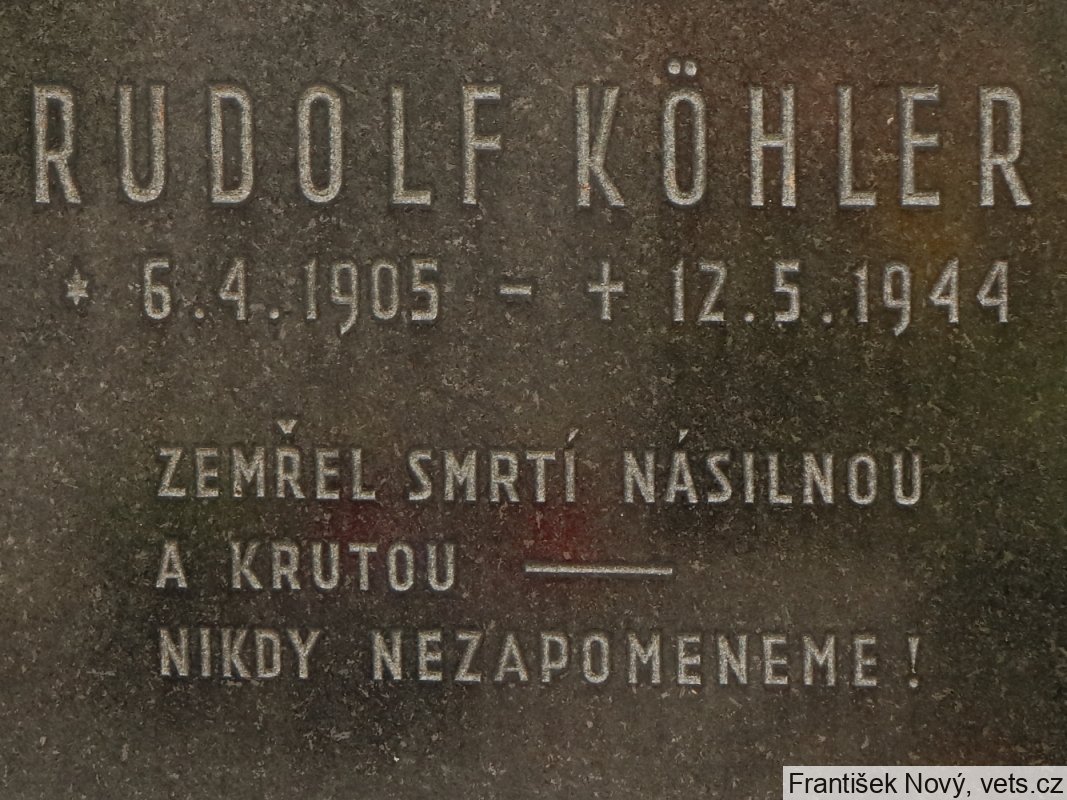 RUDOLF KÖHLER
* 6.4.1905 – + 12.5.1944
ZEMŘEL SMRTÍ NÁSILNOU
A KRUTOU —
NIKDY NEZAPOMENEME!
František Nový, vets.cz